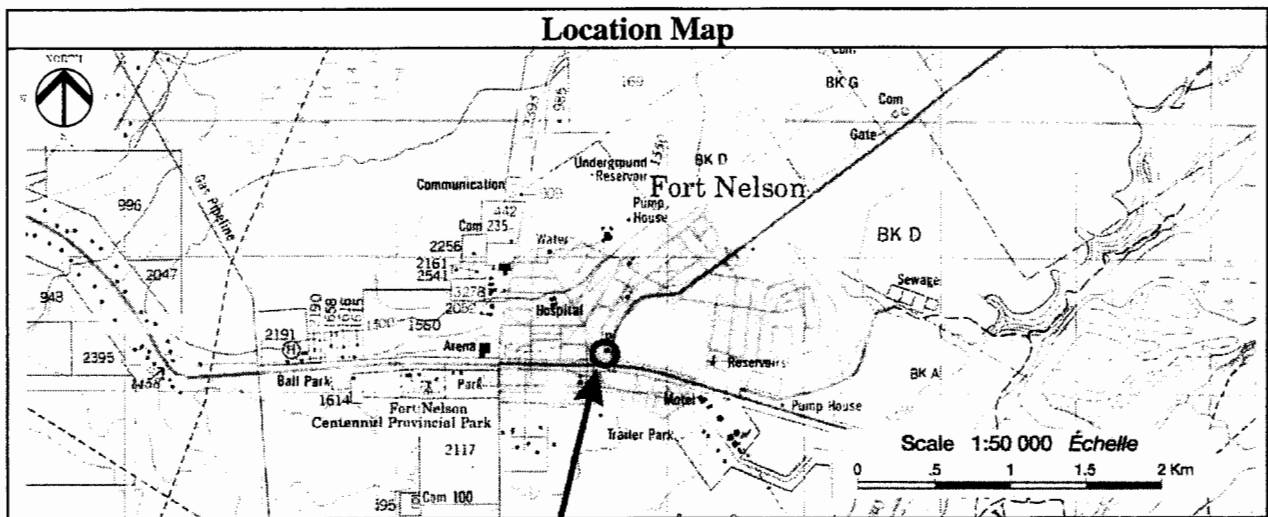 Location Map
NORTH
169
985
BK G
Com
Gate
BK D
Underground
Reservoir
Fort Nelson
Communication
Pump
House
996
Gas Pipeline
Com 235
2256
Water
2161
2541
BK D
2047
943
3278
Sewage
Hospital
2191
H
1560
2395
Arena
Reservoirs
Ball Park
Park
BK A
1614
Fort Nelson
Centennial Provincial Park
Motel
Pump House
Trailer Park
2117
Scale 1:50 000 Échelle
0 .5 1 1.5 2 Km
Com 100